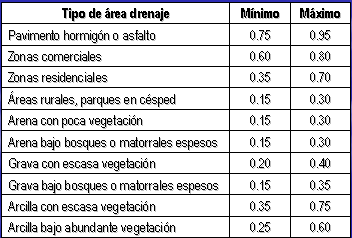 Tipo de área drenaje Mínimo Máximo
Pavimento hormigón o asfalto 0.75 0.95
Zonas comerciales 0.60 0.80
Zonas residenciales 0.35 0.70
Áreas rurales, parques en césped 0.15 0.30
Arena con poca vegetación 0.15 0.30
Arena bajo bosques o matorrales espesos 0.15 0.30
Grava con escasa vegetación 0.20 0.40
Grava bajo bosques o matorrales espesos 0.15 0.35
Arcilla con escasa vegetación 0.35 0.75
Arcilla bajo abundante vegetación 0.25 0.60